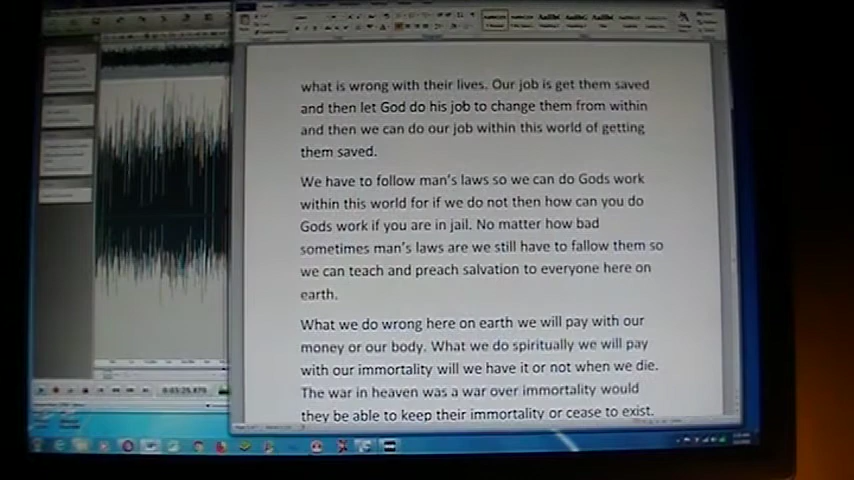 what is wrong with their lives. Our job is get them saved
and then let God do his job to change them from within
and then we can do our job within this world of getting
them saved.
We have to follow man's laws so we can do Gods work
within this world for if we do not then how can you do
Gods work if you are in jail. No matter how bad
sometimes man's laws are we still have to fallow them so
we can teach and preach salvation to everyone here on
earth.
What we do wrong here on earth we will pay with our
money or our body. What we do spiritually we will pay
with our immortality will we have it or not when we die.
The war in heaven was a war over immortality would
they be able to keep their immortality or cease to exist.